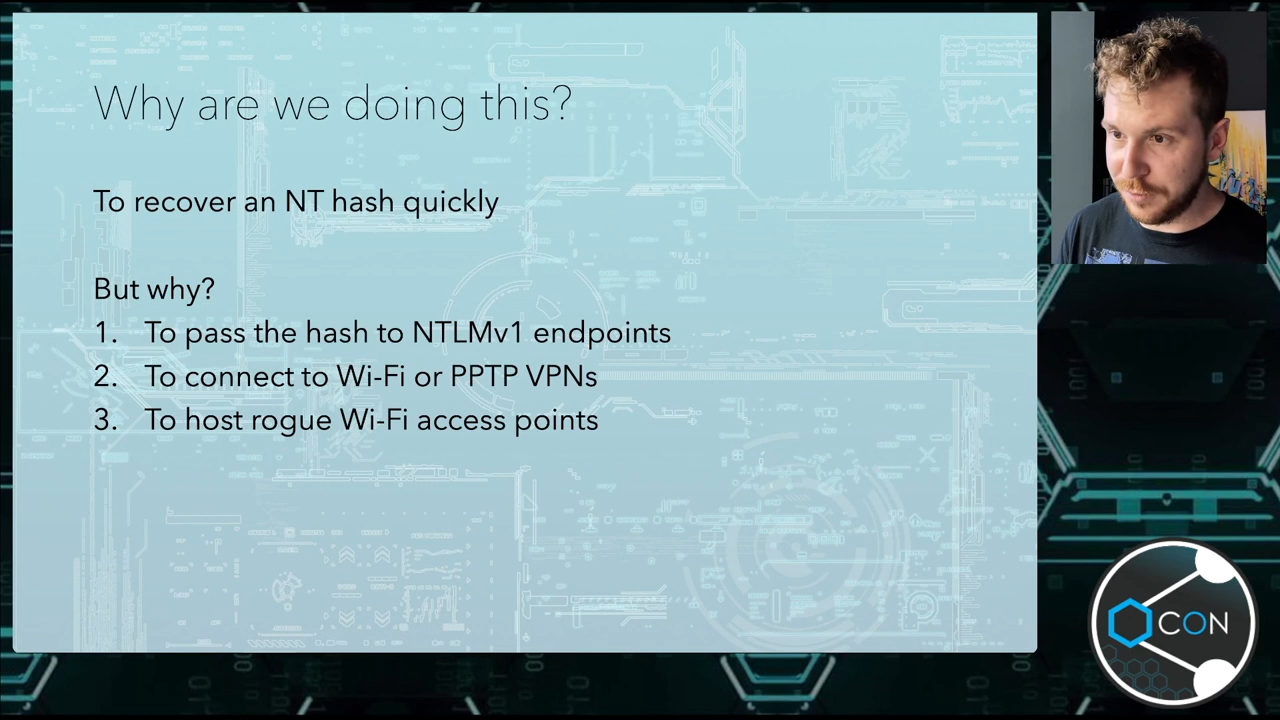 Why are we doing this?
To recover an NT hash quickly
But why?
1. To pass the hash to NTLMv1 endpoints
2. To connect to Wi-Fi or PPTP VPNs
3. To host rogue Wi-Fi access points
CON